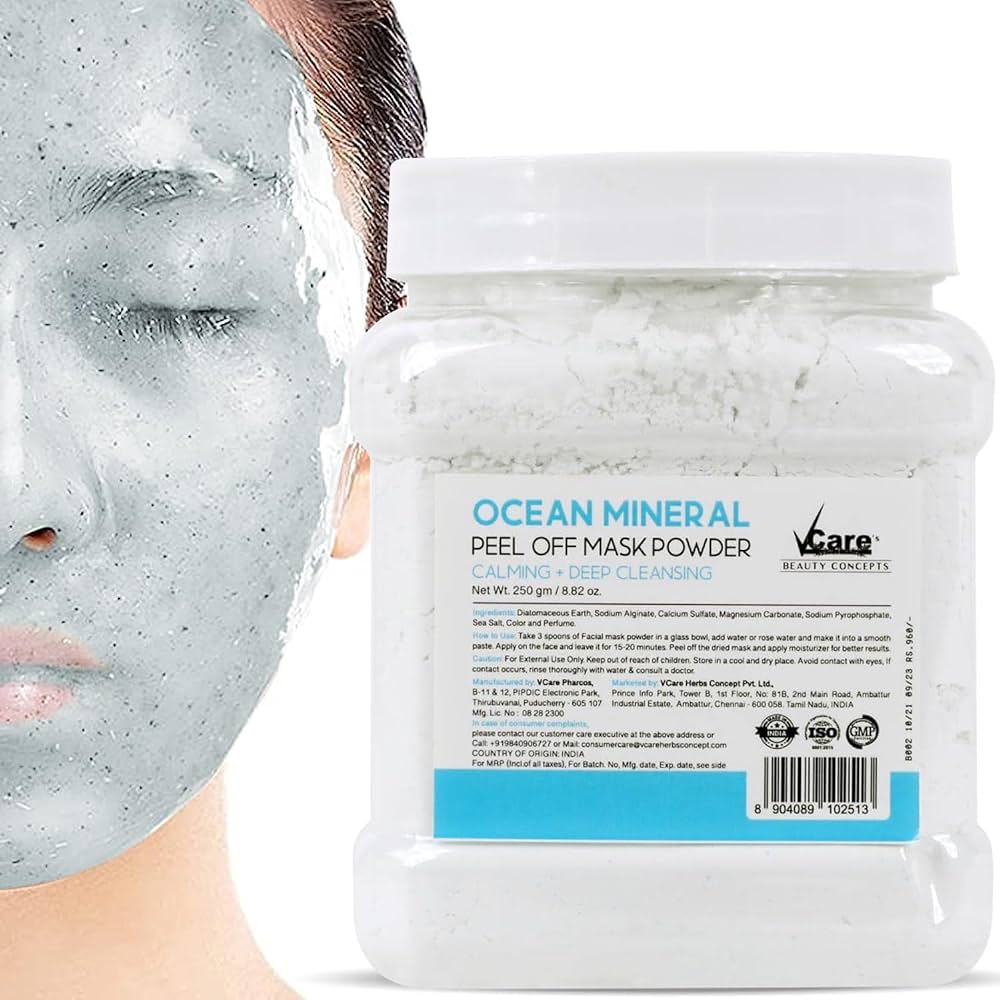 OCEAN MINERAL
PEEL OFF MASK POWDER
CALMING + DEEP CLEANSING
Net Wt. 250 gm / 8.82 oz.
VCare's
BEAUTY CONCEPTS
Ingredients: Diatomaceous Earth, Sodium Alginate, Calcium Sulfate, Magnesium Carbonate, Sodium Pyrophosphate,
Sea Salt, Color and Perfume.
How to Use: Take 3 spoons of Facial mask powder in a glass bowl, add water or rose water and make it into a smooth
paste. Apply on the face and leave it for 15-20 minutes. Peel off the dried mask and apply moisturizer for better results.
Caution: For External Use Only. Keep out of reach of children. Store in a cool and dry place. Avoid contact with eyes, If
contact occurs, rinse thoroughly with water & consult a doctor.
Manufactured by: VCare Pharcos,
B-11 & 12, PIPDIC Electronic Park,
Thirubuvanai, Puducherry - 605 107
Mfg. Lic. No : 08 28 2300
Marketed by: VCare Herbs Concept Pvt. Ltd.,
Prince Info Park, Tower B, 1st Floor, No: 81B, 2nd Main Road, Ambattur
Industrial Estate, Ambattur, Chennai - 600 058. Tamil Nadu, INDIA
In case of consumer complaints,
please contact our customer care executive at the above address or
Call: +919840906727 or Mail: consumercare@vcareherbsconcept.com
COUNTRY OF ORIGIN: INDIA
For MRP (Incl.of all taxes), For Batch. No, Mfg. date, Exp. date, see side
INDIA
ISO
9001:2015
GMP
8 904089 102513
B002 10/21 09/23 RS.960/-